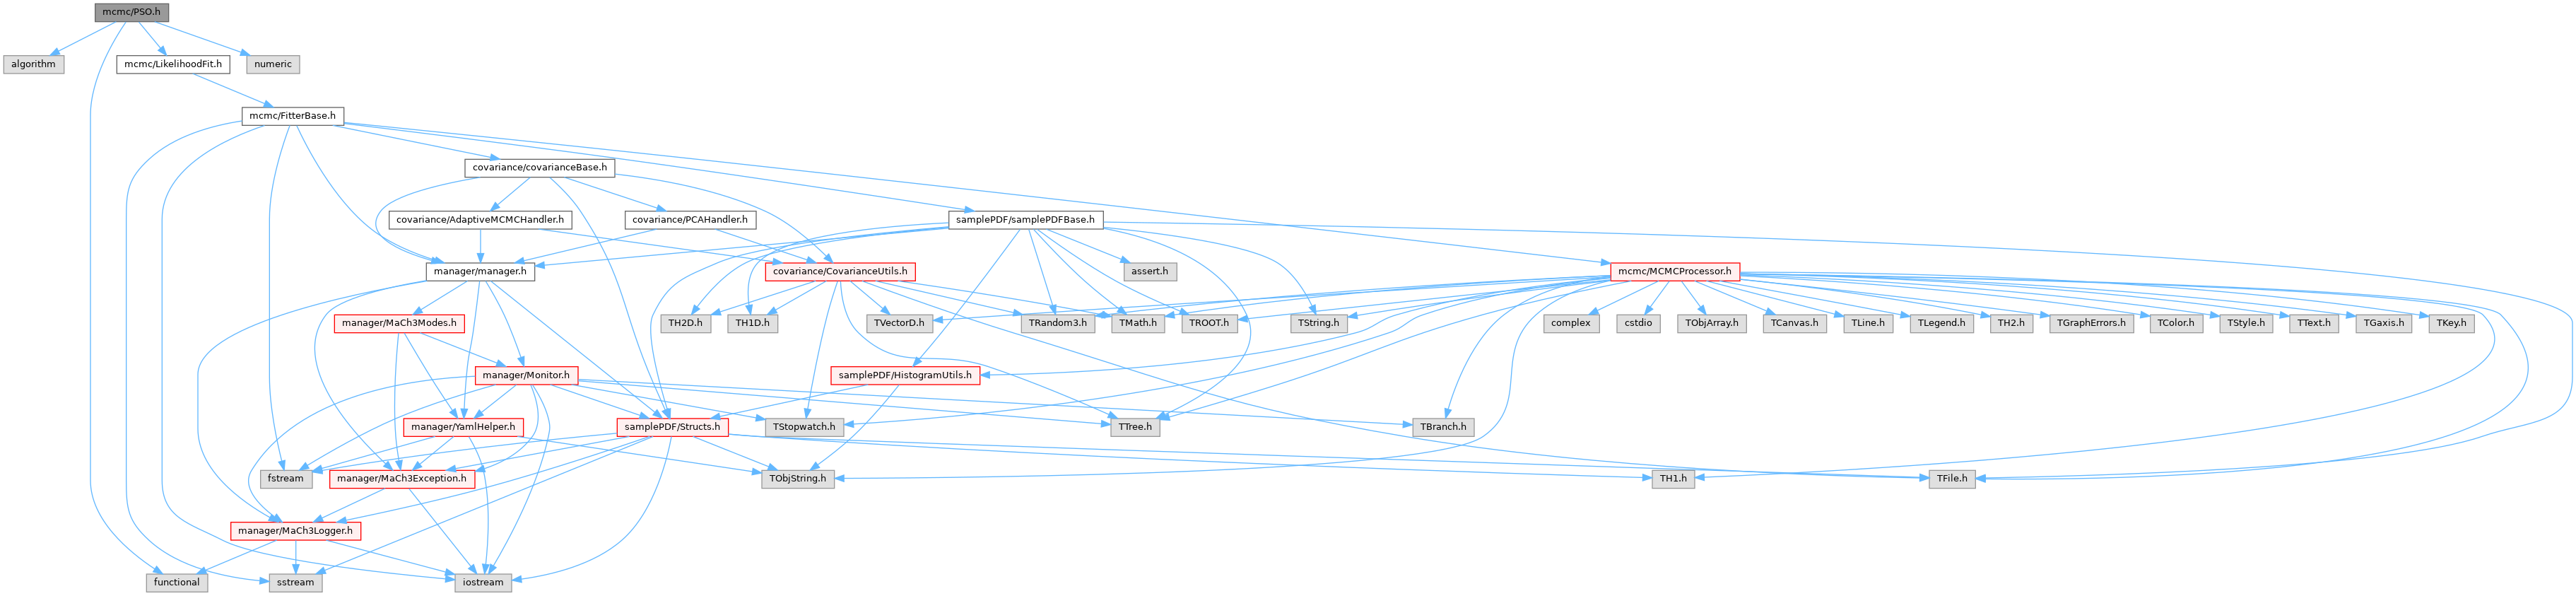 mcmc/PSO.h
algorithm
mcmc/LikelihoodFit.h
numeric
mcmc/FitterBase.h
covariance/covarianceBase.h
covariance/AdaptiveMCMCHandler.h
covariance/PCAHandler.h
samplePDF/samplePDFBase.h
manager/manager.h
covariance/CovarianceUtils.h
assert.h
mcmc/MCMCProcessor.h
manager/MaCh3Modes.h
TH2D.h
TH1D.h
TVectorD.h
TRandom3.h
TMath.h
TROOT.h
TString.h
complex
cstdio
TObjArray.h
TCanvas.h
TLine.h
TLegend.h
TH2.h
TGraphErrors.h
TColor.h
TStyle.h
TText.h
TGaxis.h
TKey.h
manager/Monitor.h
samplePDF/HistogramUtils.h
manager/YamlHelper.h
samplePDF/Structs.h
TStopwatch.h
TTree.h
TBranch.h
fstream
manager/MaCh3Exception.h
TObjString.h
TH1.h
TFile.h
manager/MaCh3Logger.h
functional
sstream
iostream